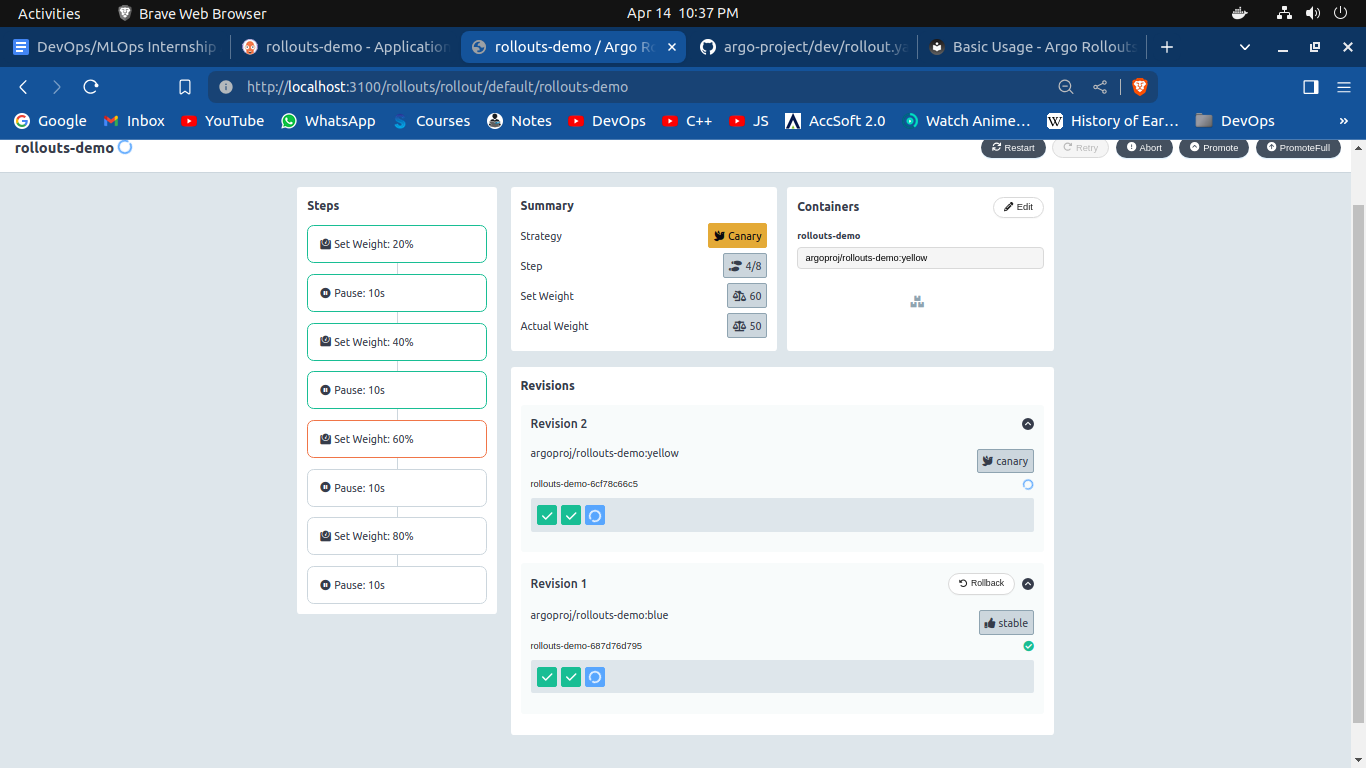 Activities
Brave Web Browser
Apr 14 10:37 PM
DevOps/MLOps Internship
rollouts-demo - Application
rollouts-demo / Argo Ro
argo-project/dev/rollout.ya
Basic Usage - Argo Rollouts
http://localhost:3100/rollouts/rollout/default/rollouts-demo
Google
Inbox
YouTube
WhatsApp
Courses
Notes
DevOps
C++
JS
AccSoft 2.0
Watch Anime...
History of Ear...
DevOps
rollouts-demo
Restart
Retry
Abort
Promote
PromoteFull
Steps
Set Weight: 20%
Pause: 10s
Set Weight: 40%
Pause: 10s
Set Weight: 60%
Pause: 10s
Set Weight: 80%
Pause: 10s
Summary
Strategy
Canary
Step
4/8
Set Weight
60
Actual Weight
50
Containers
Edit
rollouts-demo
argoproj/rollouts-demo:yellow
Revisions
Revision 2
argoproj/rollouts-demo:yellow
canary
rollouts-demo-6cf78c66c5
Revision 1
Rollback
argoproj/rollouts-demo:blue
stable
rollouts-demo-687d76d795